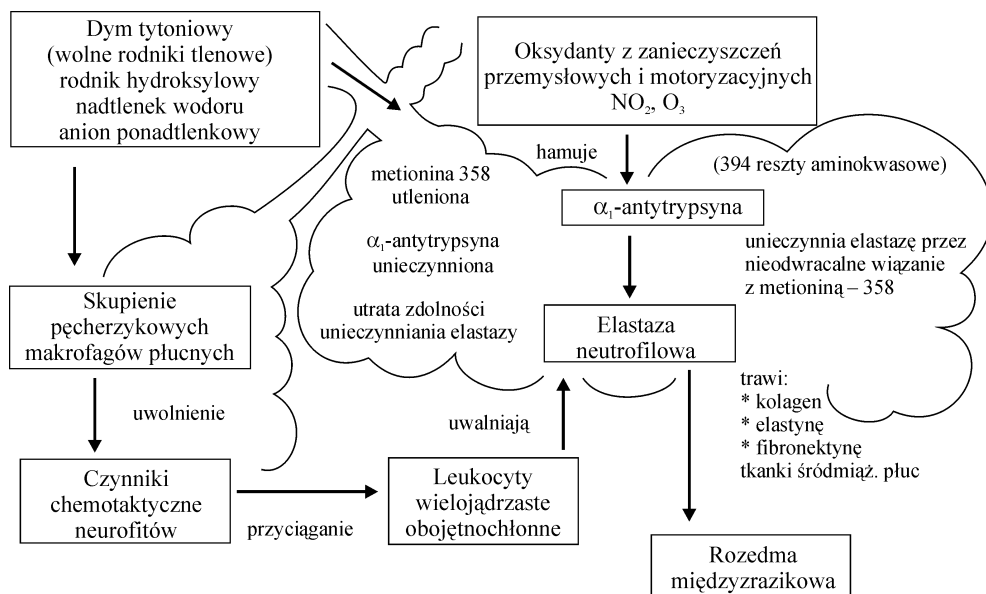 Dym tytoniowy
(wolne rodniki tlenowe)
rodnik hydroksylowy
nadtlenek wodoru
anion ponadtlenkowy
Oksydanty z zanieczyszczeń
przemysłowych i motoryzacyjnych
NO₂, O₃
hamuje
(394 reszty aminokwasowe)
metionina 358
utleniona
α₁-antytrypsyna
α₁-antytrypsyna
unieczynniona
unieczynnia elastazę przez
nieodwracalne wiązanie
z metioniną – 358
utrata zdolności
unieczynniania elastazy
Skupienie
pęcherzykowych
makrofagów płucnych
Elastaza
neutrofilowa
trawi:
* kolagen
* elastynę
* fibronektynę
tkanki śródmiąż. płuc
uwolnienie
uwalniają
Czynniki
chemotaktyczne
neurofitów
przyciąganie
Leukocyty
wielojądrzaste
obojętnochłonne
Rozedma
międzyzrazikowa